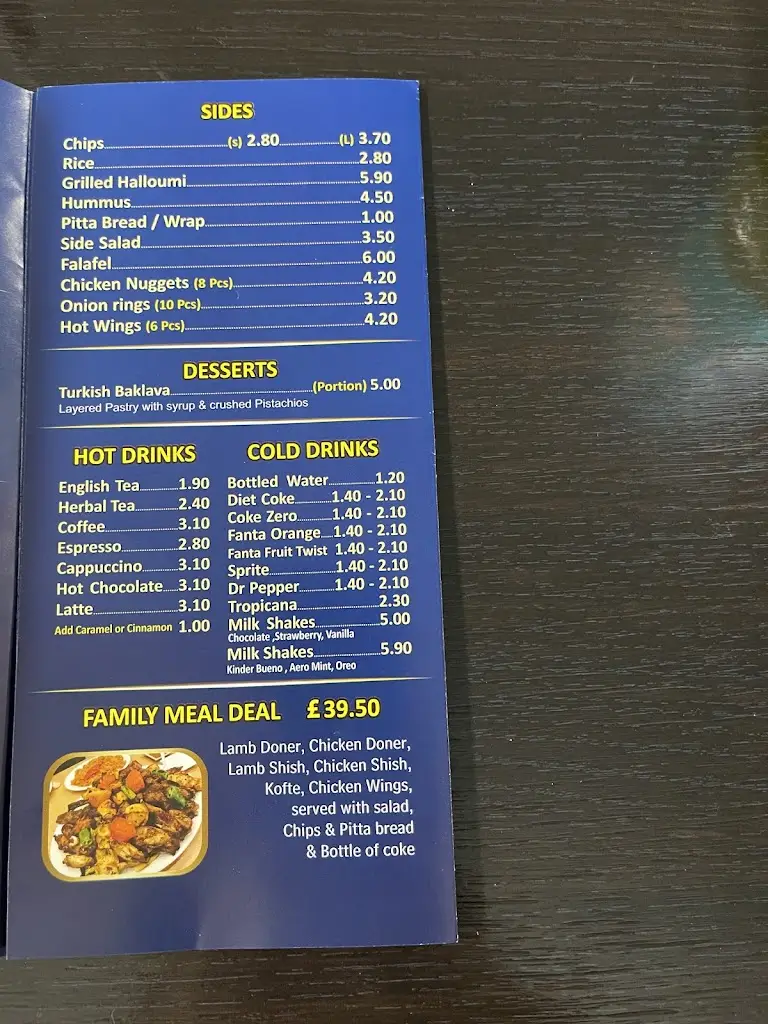 SIDES
Chips (s) 2.80 (L) 3.70
Rice 2.80
Grilled Halloumi 5.90
Hummus 4.50
Pitta Bread / Wrap 1.00
Side Salad 3.50
Falafel 6.00
Chicken Nuggets (8 Pcs) 4.20
Onion rings (10 Pcs) 3.20
Hot Wings (6 Pcs) 4.20
DESSERTS
Turkish Baklava (Portion) 5.00
Layered Pastry with syrup & crushed Pistachios
HOT DRINKS
English Tea 1.90
Herbal Tea 2.40
Coffee 3.10
Espresso 2.80
Cappuccino 3.10
Hot Chocolate 3.10
Latte 3.10
Add Caramel or Cinnamon 1.00
COLD DRINKS
Bottled Water 1.20
Diet Coke 1.40 - 2.10
Coke Zero 1.40 - 2.10
Fanta Orange 1.40 - 2.10
Fanta Fruit Twist 1.40 - 2.10
Sprite 1.40 - 2.10
Dr Pepper 1.40 - 2.10
Tropicana 2.30
Milk Shakes 5.00
Chocolate ,Strawberry, Vanilla
Milk Shakes 5.90
Kinder Bueno , Aero Mint, Oreo
FAMILY MEAL DEAL £39.50
Lamb Doner, Chicken Doner,
Lamb Shish, Chicken Shish,
Kofte, Chicken Wings,
served with salad,
Chips & Pitta bread
& Bottle of coke